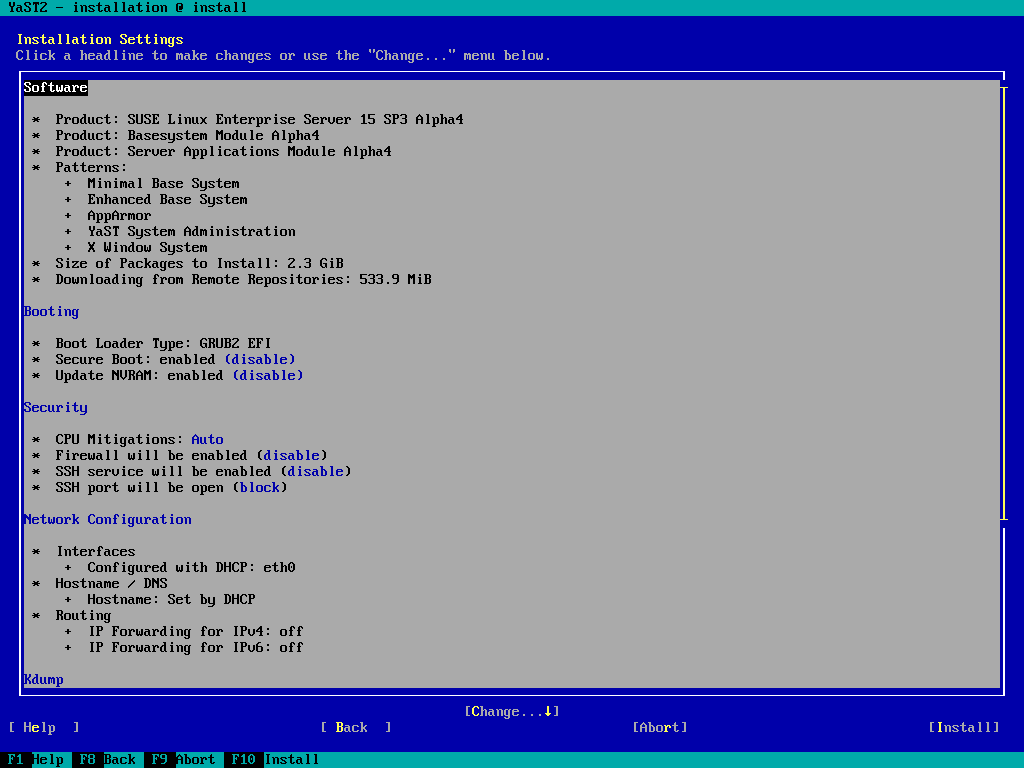 YaST2 - installation @ install
Installation Settings
Click a headline to make changes or use the "Change..." menu below.
Software
* Product: SUSE Linux Enterprise Server 15 SP3 Alpha4
* Product: Basesystem Module Alpha4
* Product: Server Applications Module Alpha4
* Patterns:
+ Minimal Base System
+ Enhanced Base System
+ AppArmor
+ YaST System Administration
+ X Window System
* Size of Packages to Install: 2.3 GiB
* Downloading from Remote Repositories: 533.9 MiB
Booting
* Boot Loader Type: GRUB2 EFI
* Secure Boot: enabled (disable)
* Update NVRAM: enabled (disable)
Security
* CPU Mitigations: Auto
* Firewall will be enabled (disable)
* SSH service will be enabled (disable)
* SSH port will be open (block)
Network Configuration
* Interfaces
+ Configured with DHCP: eth0
* Hostname / DNS
+ Hostname: Set by DHCP
* Routing
+ IP Forwarding for IPv4: off
+ IP Forwarding for IPv6: off
Kdump
[Change...↓]
[ Help ] [ Back ] [Abort] [Install]
F1 Help F8 Back F9 Abort F10 Install